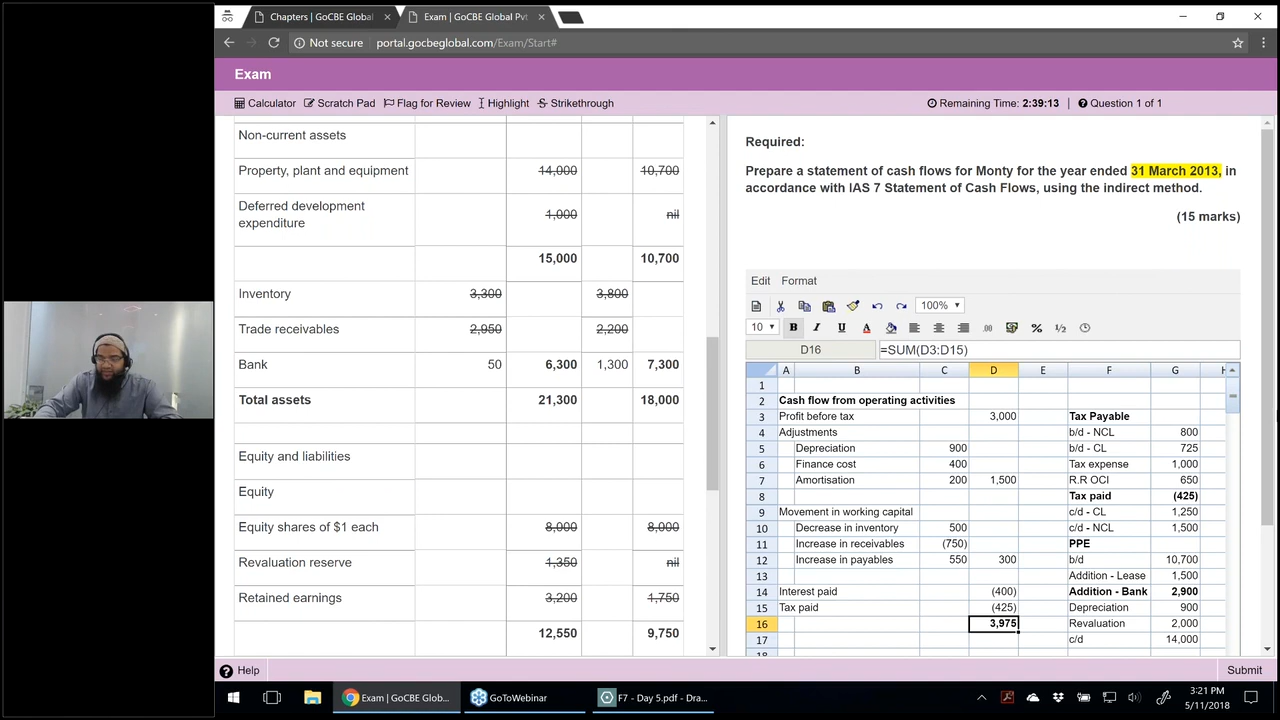 Chapters | GoCBE Global
Exam | GoCBE Global Pvt
Not secure
portal.gocbeglobal.com/Exam/Start#
Exam
Calculator Scratch Pad Flag for Review Highlight Strikethrough
Remaining Time: 2:39:13 | Question 1 of 1
Non-current assets
Property, plant and equipment 14,000 10,700
Deferred development
expenditure 1,000 nil
15,000 10,700
Inventory 3,300 3,800
Trade receivables 2,950 2,200
Bank 50 6,300 1,300 7,300
Total assets 21,300 18,000
Equity and liabilities
Equity
Equity shares of $1 each 8,000 8,000
Revaluation reserve 1,350 nil
Retained earnings 3,200 1,750
12,550 9,750
Required:
Prepare a statement of cash flows for Monty for the year ended 31 March 2013, in
accordance with IAS 7 Statement of Cash Flows, using the indirect method.
(15 marks)
Edit Format
100%
10 B I U A .00 % 1/2
D16 =SUM(D3:D15)
A B C D E F G H
1
2 Cash flow from operating activities
3 Profit before tax 3,000 Tax Payable
4 Adjustments b/d - NCL 800
5 Depreciation 900 b/d - CL 725
6 Finance cost 400 Tax expense 1,000
7 Amortisation 200 1,500 R.R OCI 650
8 Tax paid (425)
9 Movement in working capital c/d - CL 1,250
10 Decrease in inventory 500 c/d - NCL 1,500
11 Increase in receivables (750) PPE
12 Increase in payables 550 300 b/d 10,700
13 Addition - Lease 1,500
14 Interest paid (400) Addition - Bank 2,900
15 Tax paid (425) Depreciation 900
16 3,975 Revaluation 2,000
17 c/d 14,000
18
Help
Submit
Exam | GoCBE Glob...
GoToWebinar
F7 - Day 5.pdf - Dra...
3:21 PM
5/11/2018